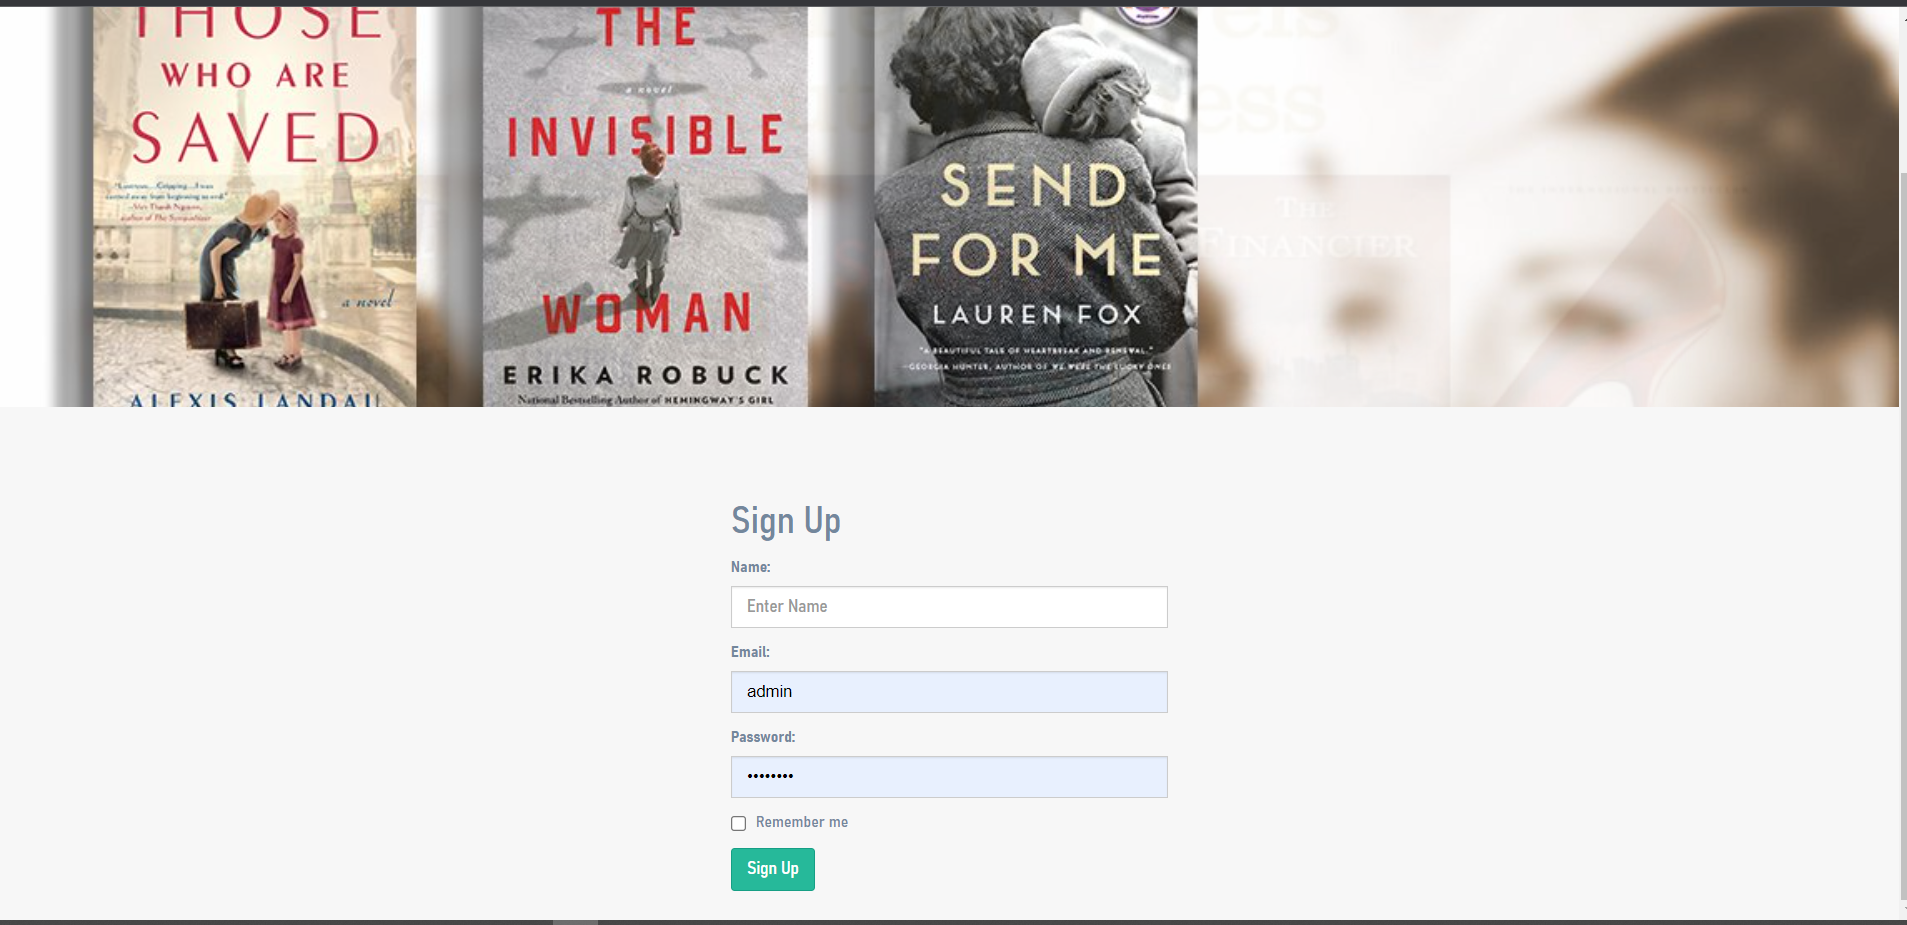 THOSE
WHO ARE
SAVED
a novel
ALEXIS LANDAU
THE
a novel
INVISIBLE
WOMAN
ERIKA ROBUCK
National Bestselling Author of HEMINGWAY'S GIRL
SEND
FOR ME
LAUREN FOX
"A BEAUTIFUL TALE OF HEARTBREAK AND RENEWAL."
—GEORGIA HUNTER, AUTHOR OF WE WERE THE LUCKY ONES
ess
THE
FINANCIER
Sign Up
Name:
Enter Name
Email:
admin
Password:
••••••••
Remember me
Sign Up